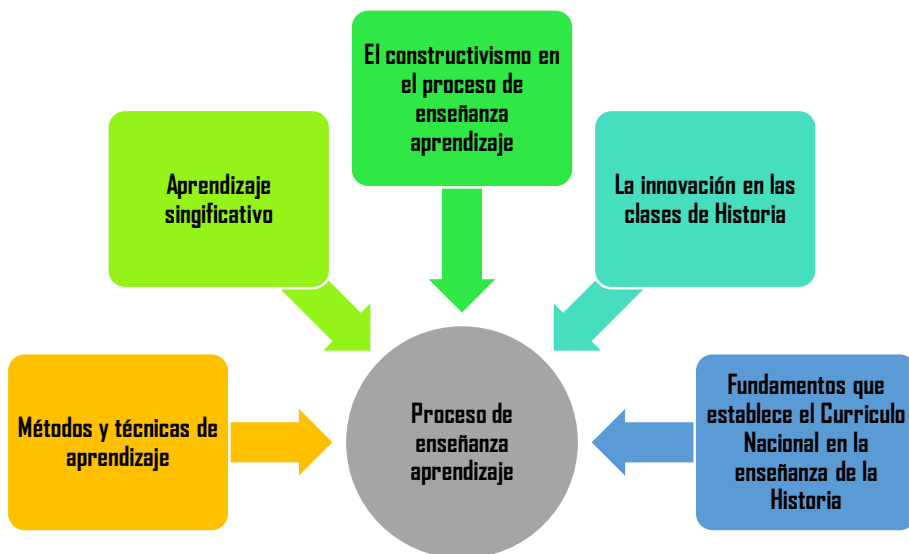 El constructivismo en
el proceso de
enseñanza
aprendizaje
Aprendizaje
singificativo
La innovación en las
clases de Historia
Métodos y técnicas de
aprendizaje
Proceso de
enseñanza
aprendizaje
Fundamentos que
establece el Curriculo
Nacional en la
enseñanza de la
Historia